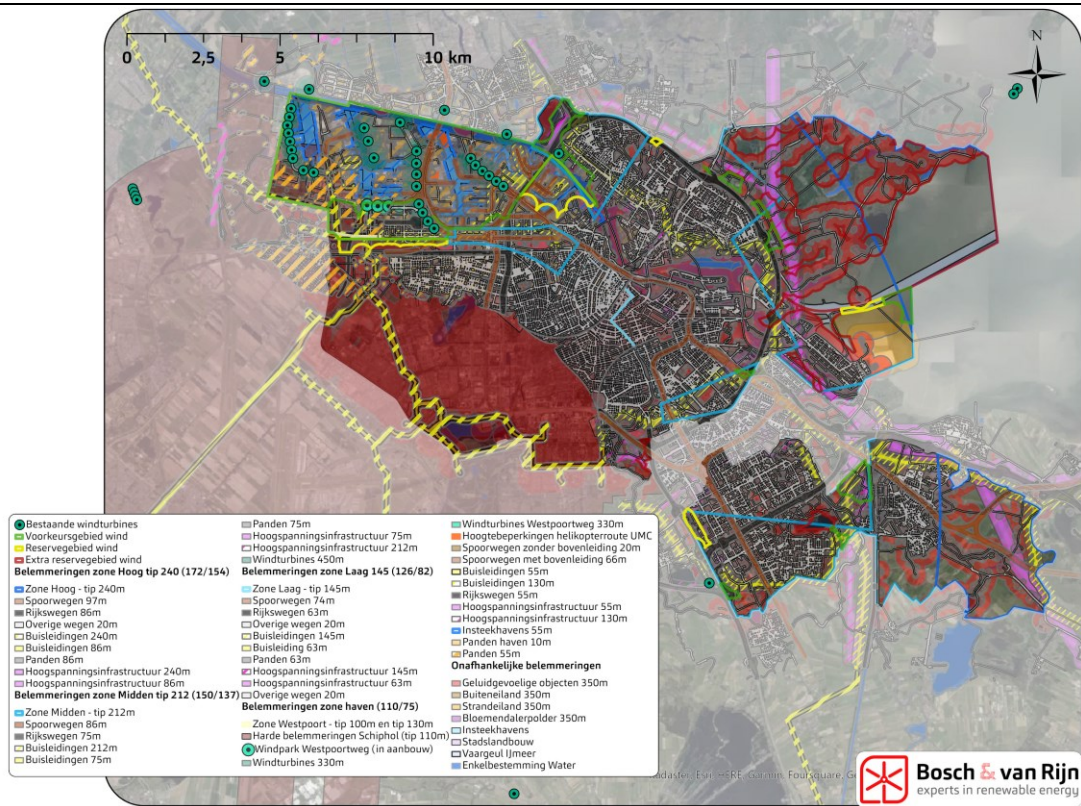 0 2,5 5 10 km
N
Bestaande windturbines
Voorkeursgebied wind
Reservegebied wind
Extra reservegebied wind
Belemmeringen zone Hoog tip 240 (172/154)
Zone Hoog - tip 240m
Spoorwegen 97m
Rijkswegen 86m
Overige wegen 20m
Buisleidingen 240m
Buisleidingen 86m
Panden 86m
Hoogspanningsinfrastructuur 240m
Hoogspanningsinfrastructuur 86m
Belemmeringen zone Midden tip 212 (150/137)
Zone Midden - tip 212m
Spoorwegen 86m
Rijkswegen 75m
Buisleidingen 212m
Buisleidingen 75m
Panden 75m
Hoogspanningsinfrastructuur 75m
Hoogspanningsinfrastructuur 212m
Windturbines 450m
Belemmeringen zone Laag 145 (126/82)
Zone Laag - tip 145m
Spoorwegen 74m
Rijkswegen 63m
Overige wegen 20m
Buisleidingen 145m
Buisleiding 63m
Panden 63m
Hoogspanningsinfrastructuur 145m
Hoogspanningsinfrastructuur 63m
Overige wegen 20m
Belemmeringen zone haven (110/75)
Zone Westpoort - tip 100m en tip 130m
Harde belemmeringen Schiphol (tip 110m)
Windpark Westpoortweg (in aanbouw)
Windturbines 330m
Windturbines Westpoortweg 330m
Hoogtebeperkingen helikopterroute UMC
Spoorwegen zonder bovenleiding 20m
Spoorwegen met bovenleiding 66m
Buisleidingen 55m
Buisleidingen 130m
Rijkswegen 55m
Hoogspanningsinfrastructuur 55m
Hoogspanningsinfrastructuur 130m
Insteekhavens 55m
Panden haven 10m
Panden 55m
Onafhankelijke belemmeringen
Geluidgevoelige objecten 350m
Buiteneiland 350m
Strandeiland 350m
Bloemendalerpolder 350m
Insteekhavens
Stadslandbouw
Vaargeul IJmeer
Enkelbestemming Water
Esri, HERE, Garmin, Foursquare,
Bosch & van Rijn
experts in renewable energy